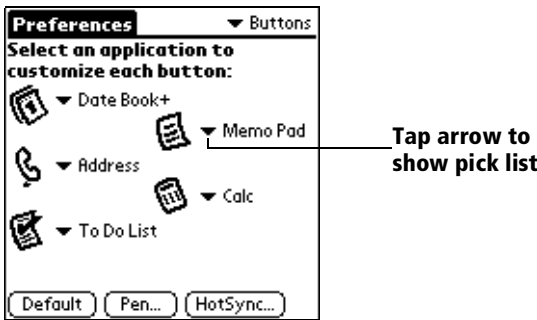 Preferences
Buttons
Select an application to
customize each button:
Date Book+
Memo Pad
Address
Calc
To Do List
Default
Pen...
HotSync...
Tap arrow to
show pick list